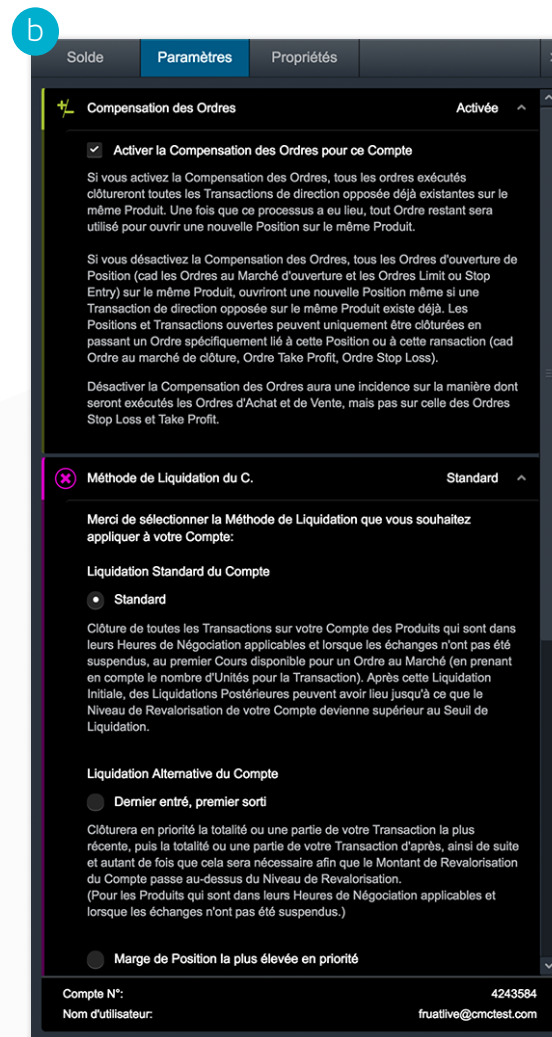 b
Solde Paramètres Propriétés
Compensation des Ordres Activée
Activer la Compensation des Ordres pour ce Compte
Si vous activez la Compensation des Ordres, tous les ordres exécutés
clôtureront toutes les Transactions de direction opposée déjà existantes sur le
même Produit. Une fois que ce processus a eu lieu, tout Ordre restant sera
utilisé pour ouvrir une nouvelle Position sur le même Produit.
Si vous désactivez la Compensation des Ordres, tous les Ordres d'ouverture de
Position (cad les Ordres au Marché d'ouverture et les Ordres Limit ou Stop
Entry) sur le même Produit, ouvriront une nouvelle Position même si une
Transaction de direction opposée sur le même Produit existe déjà. Les
Positions et Transactions ouvertes peuvent uniquement être clôturées en
passant un Ordre spécifiquement lié à cette Position ou à cette ransaction (cad
Ordre au marché de clôture, Ordre Take Profit, Ordre Stop Loss).
Désactiver la Compensation des Ordres aura une incidence sur la manière dont
seront exécutés les Ordres d'Achat et de Vente, mais pas sur celle des Ordres
Stop Loss et Take Profit.
Méthode de Liquidation du C. Standard
Merci de sélectionner la Méthode de Liquidation que vous souhaitez
appliquer à votre Compte:
Liquidation Standard du Compte
Standard
Clôture de toutes les Transactions sur votre Compte des Produits qui sont dans
leurs Heures de Négociation applicables et lorsque les échanges n'ont pas été
suspendus, au premier Cours disponible pour un Ordre au Marché (en prenant
en compte le nombre d'Unités pour la Transaction). Après cette Liquidation
Initiale, des Liquidations Postérieures peuvent avoir lieu jusqu'à ce que le
Niveau de Revalorisation de votre Compte devienne supérieur au Seuil de
Liquidation.
Liquidation Alternative du Compte
Dernier entré, premier sorti
Clôturera en priorité la totalité ou une partie de votre Transaction la plus
récente, puis la totalité ou une partie de votre Transaction d'après, ainsi de suite
et autant de fois que cela sera nécessaire afin que le Montant de Revalorisation
du Compte passe au-dessus du Niveau de Revalorisation.
(Pour les Produits qui sont dans leurs Heures de Négociation applicables et
lorsque les échanges n'ont pas été suspendus.)
Marge de Position la plus élevée en priorité
Compte N°: 4243584
Nom d'utilisateur: fruatlive@cmctest.com